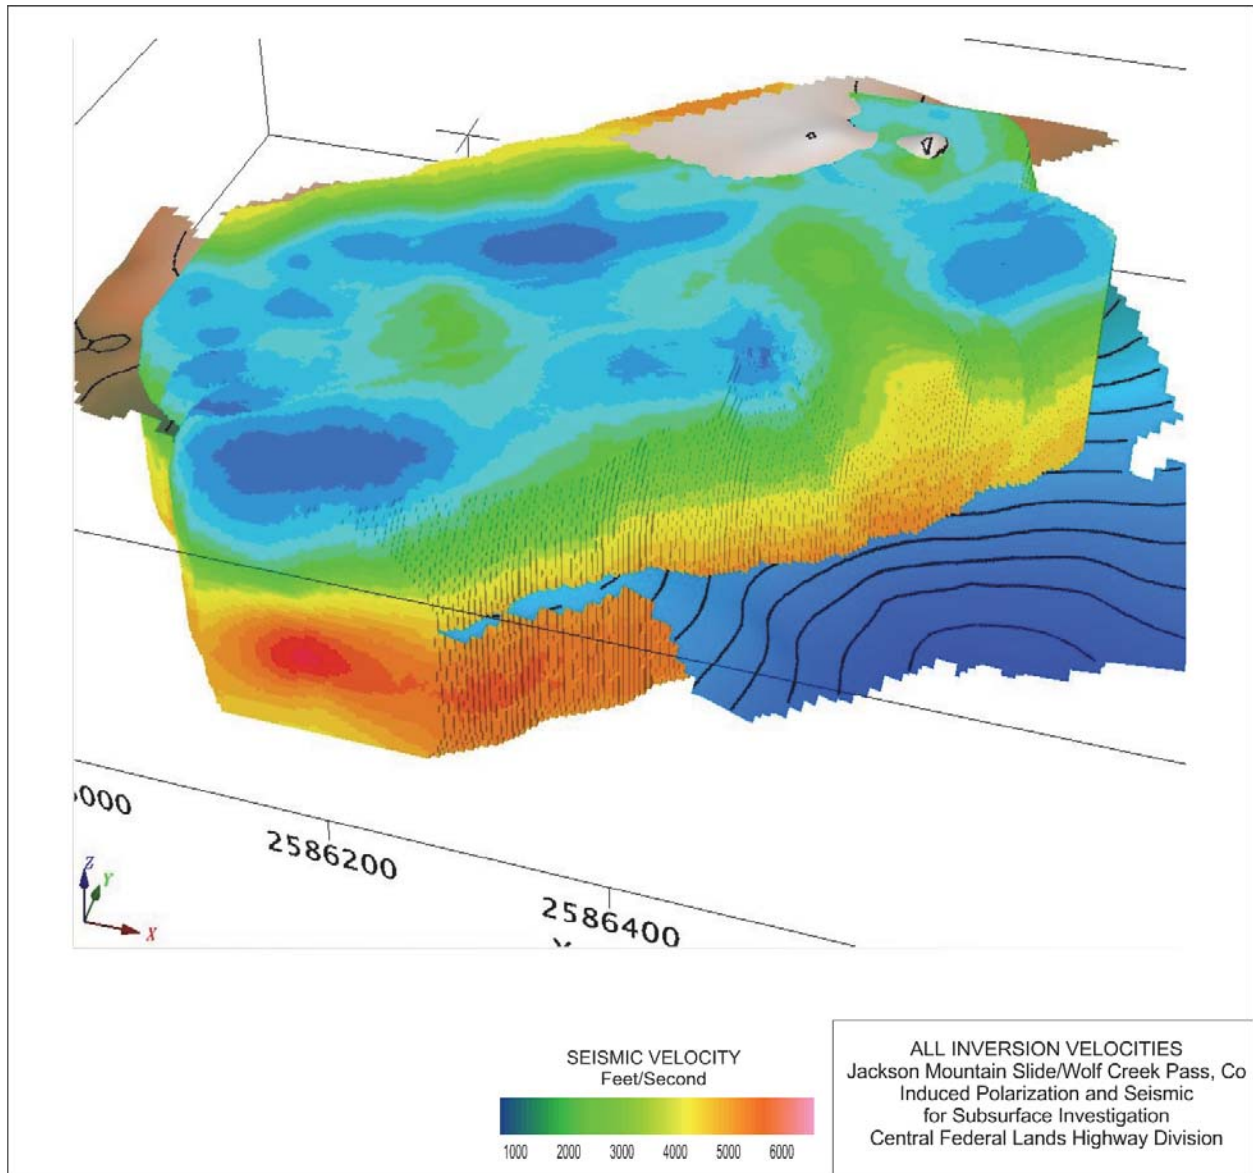 2586200
2586400
Z
Y
X
SEISMIC VELOCITY
Feet/Second
1000 2000 3000 4000 5000 6000
ALL INVERSION VELOCITIES
Jackson Mountain Slide/Wolf Creek Pass, Co
Induced Polarization and Seismic
for Subsurface Investigation
Central Federal Lands Highway Division